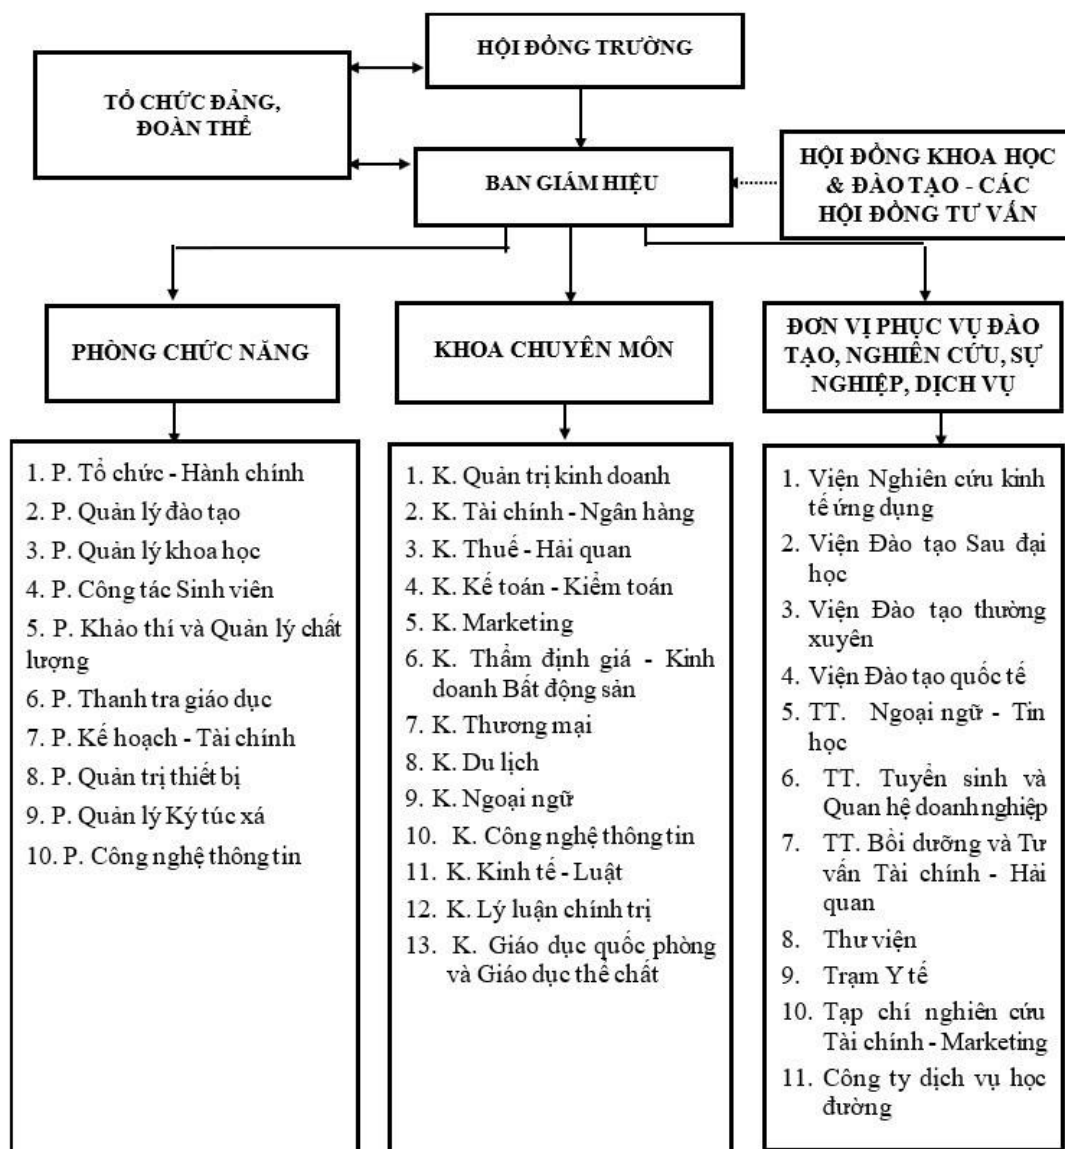 HỘI ĐỒNG TRƯỜNG
TỔ CHỨC ĐẢNG,
ĐOÀN THỂ
BAN GIÁM HIỆU
HỘI ĐỒNG KHOA HỌC
& ĐÀO TẠO - CÁC
HỘI ĐỒNG TƯ VẤN
PHÒNG CHỨC NĂNG
KHOA CHUYÊN MÔN
ĐƠN VỊ PHỤC VỤ ĐÀO
TẠO, NGHIÊN CỨU, SỰ
NGHIỆP, DỊCH VỤ
1. P. Tổ chức - Hành chính
2. P. Quản lý đào tạo
3. P. Quản lý khoa học
4. P. Công tác Sinh viên
5. P. Khảo thí và Quản lý chất
lượng
6. P. Thanh tra giáo dục
7. P. Kế hoạch - Tài chính
8. P. Quản trị thiết bị
9. P. Quản lý Ký túc xá
10. P. Công nghệ thông tin
1. K. Quản trị kinh doanh
2. K. Tài chính - Ngân hàng
3. K. Thuế - Hải quan
4. K. Kế toán - Kiểm toán
5. K. Marketing
6. K. Thẩm định giá - Kinh
doanh Bất động sản
7. K. Thương mại
8. K. Du lịch
9. K. Ngoại ngữ
10. K. Công nghệ thông tin
11. K. Kinh tế - Luật
12. K. Lý luận chính trị
13. K. Giáo dục quốc phòng
và Giáo dục thể chất
1. Viện Nghiên cứu kinh
tế ứng dụng
2. Viện Đào tạo Sau đại
học
3. Viện Đào tạo thường
xuyên
4. Viện Đào tạo quốc tế
5. TT. Ngoại ngữ - Tin
học
6. TT. Tuyển sinh và
Quan hệ doanh nghiệp
7. TT. Bồi dưỡng và Tư
vấn Tài chính - Hải
quan
8. Thư viện
9. Trạm Y tế
10. Tạp chí nghiên cứu
Tài chính - Marketing
11. Công ty dịch vụ học
đường